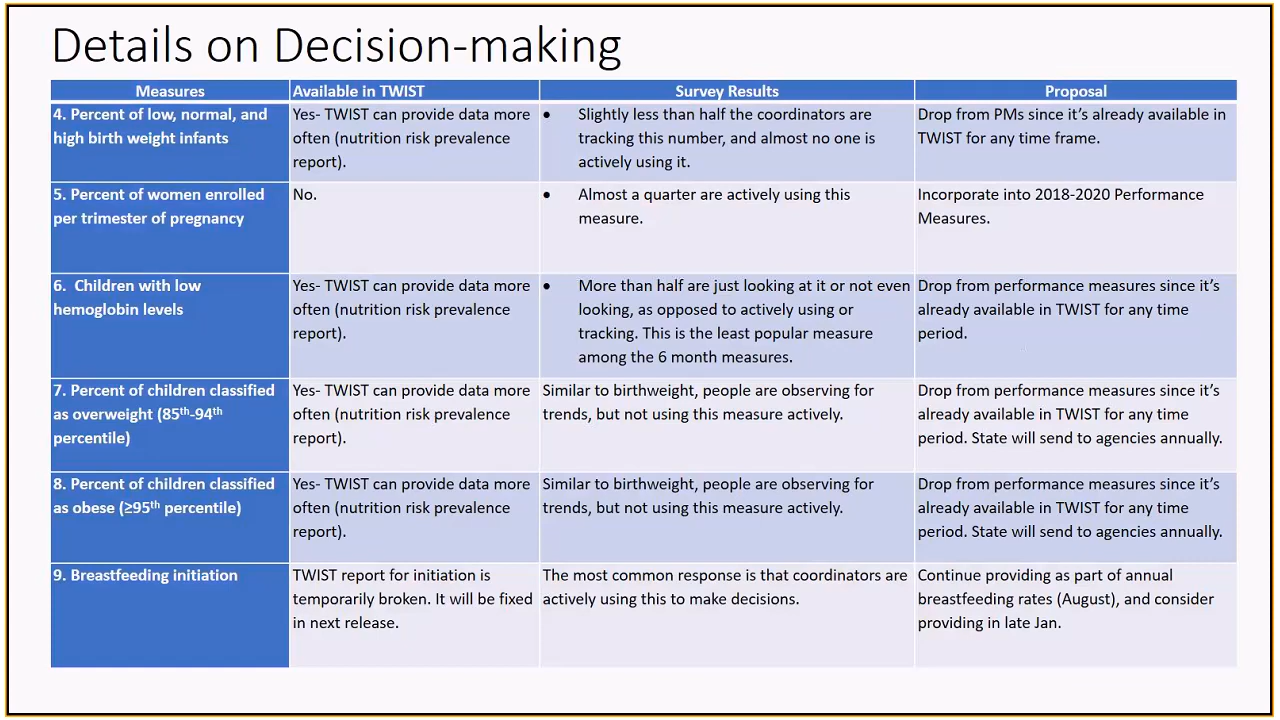 Details on Decision-making
Measures
Available in TWIST
Survey Results
Proposal
4. Percent of low, normal, and
high birth weight infants
Yes- TWIST can provide data more
often (nutrition risk prevalence
report).
• Slightly less than half the coordinators are
tracking this number, and almost no one is
actively using it.
Drop from PMs since it's already available in
TWIST for any time frame.
5. Percent of women enrolled
per trimester of pregnancy
No.
• Almost a quarter are actively using this
measure.
Incorporate into 2018-2020 Performance
Measures.
6.  Children with low
hemoglobin levels
Yes- TWIST can provide data more
often (nutrition risk prevalence
report).
• More than half are just looking at it or not even
looking, as opposed to actively using or
tracking. This is the least popular measure
among the 6 month measures.
Drop from performance measures since it's
already available in TWIST for any time
period.
7. Percent of children classified
as overweight (85th-94th
percentile)
Yes- TWIST can provide data more
often (nutrition risk prevalence
report).
Similar to birthweight, people are observing for
trends, but not using this measure actively.
Drop from performance measures since it's
already available in TWIST for any time
period. State will send to agencies annually.
8. Percent of children classified
as obese (≥95th percentile)
Yes- TWIST can provide data more
often (nutrition risk prevalence
report).
Similar to birthweight, people are observing for
trends, but not using this measure actively.
Drop from performance measures since it's
already available in TWIST for any time
period. State will send to agencies annually.
9. Breastfeeding initiation
TWIST report for initiation is
temporarily broken. It will be fixed
in next release.
The most common response is that coordinators are
actively using this to make decisions.
Continue providing as part of annual
breastfeeding rates (August), and consider
providing in late Jan.